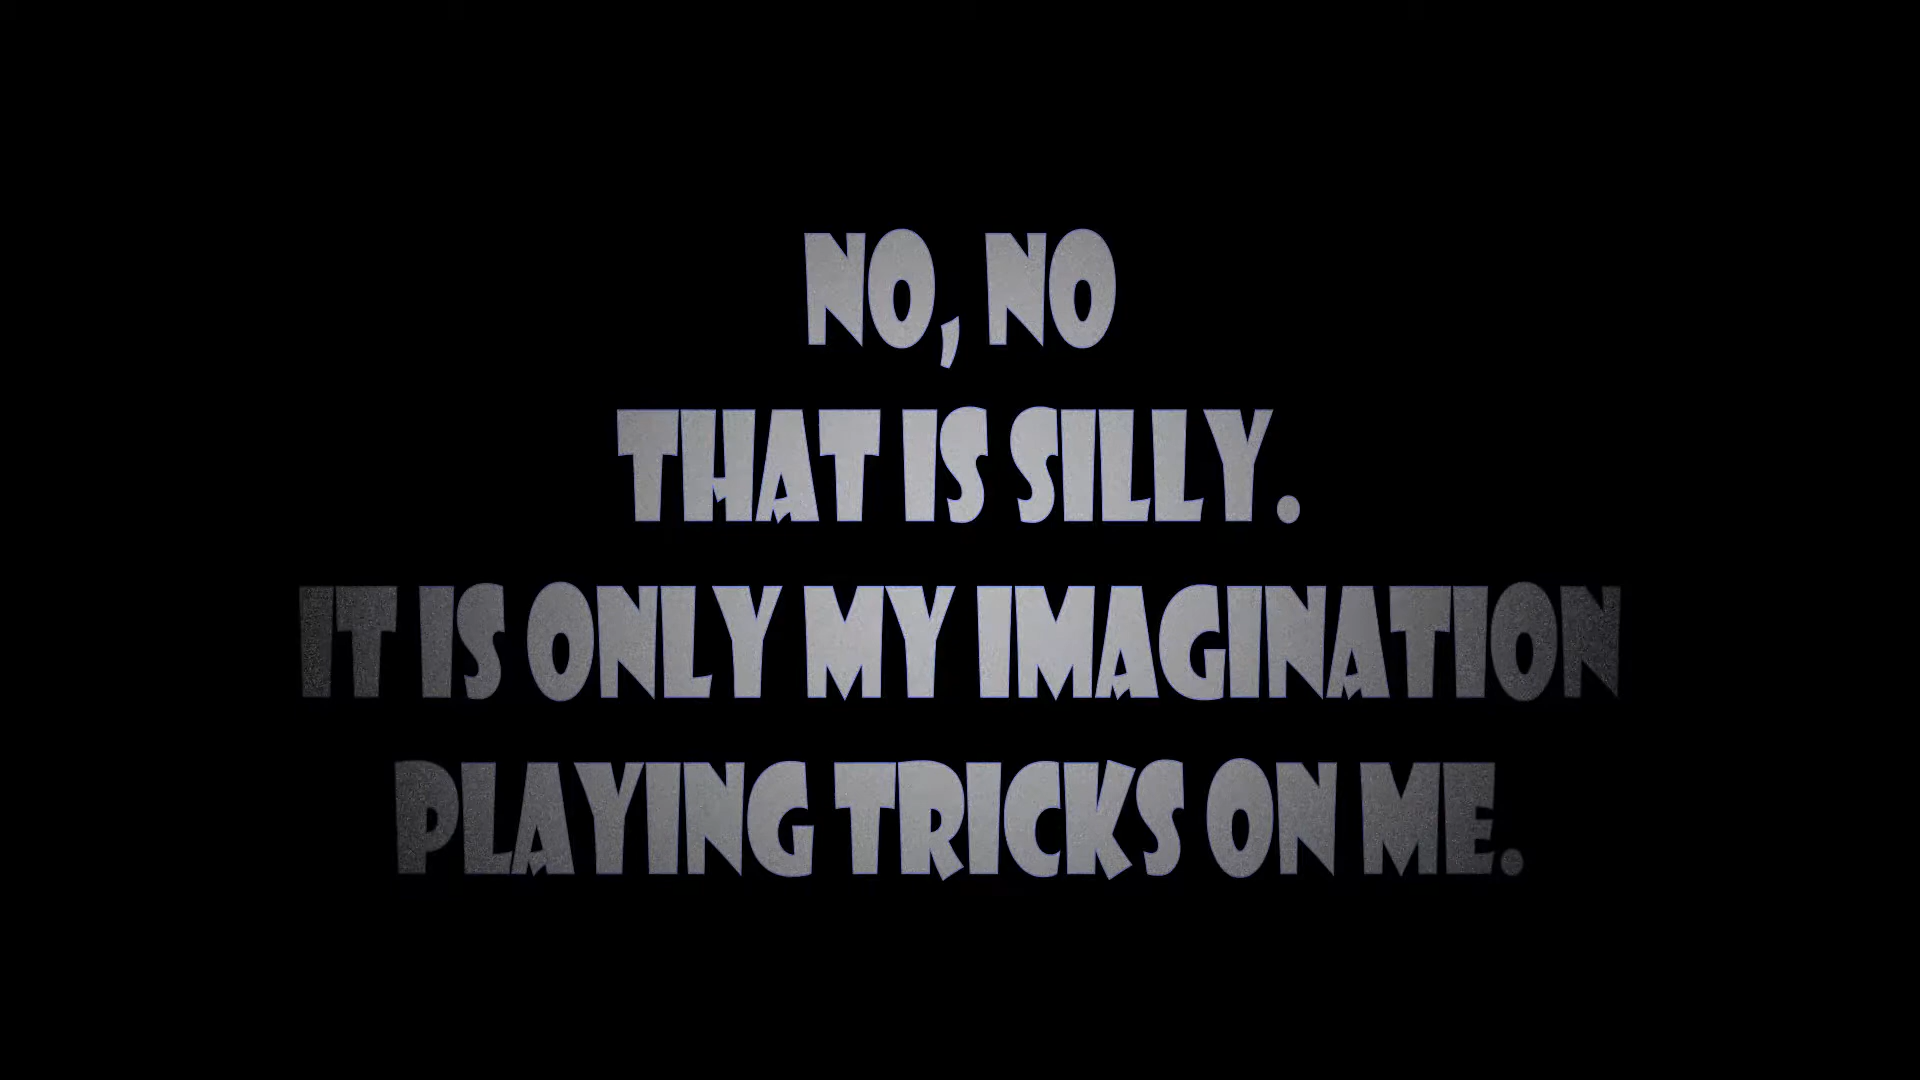 NO, NO
THAT IS SILLY.
IT IS ONLY MY IMAGINATION
PLAYING TRICKS ON ME.